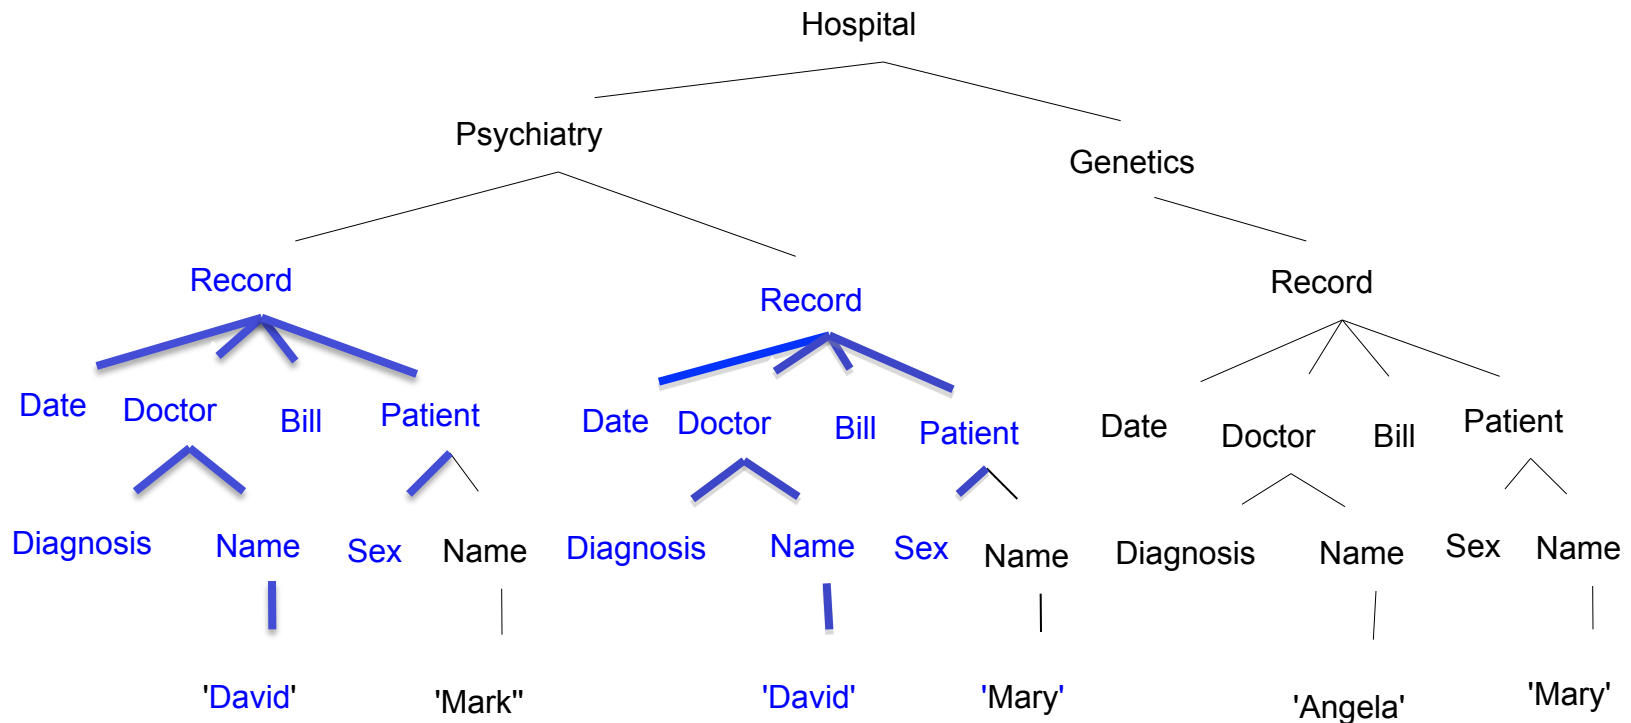 Hospital
Psychiatry
Genetics
Record
Record
Record
Date
Doctor
Bill
Patient
Date
Doctor
Bill
Patient
Date
Doctor
Bill
Patient
Diagnosis
Name
Sex
Name
Diagnosis
Name
Sex
Name
Diagnosis
Name
Sex
Name
'David'
'Mark''
'David'
'Mary'
'Angela'
'Mary'